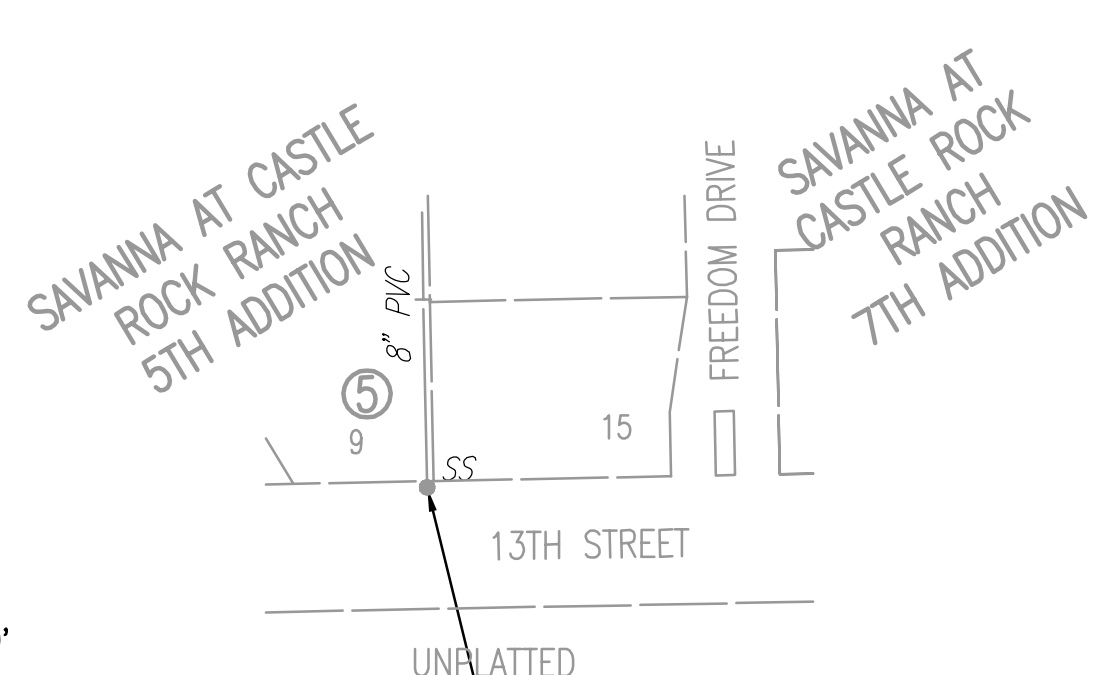 SAVANNA AT CASTLE
ROCK RANCH
5TH ADDITION
SAVANNA AT
CASTLE ROCK
RANCH
7TH ADDITION
FREEDOM DRIVE
8" PVC
5
9
15
SS
13TH STREET
UNPLATTED